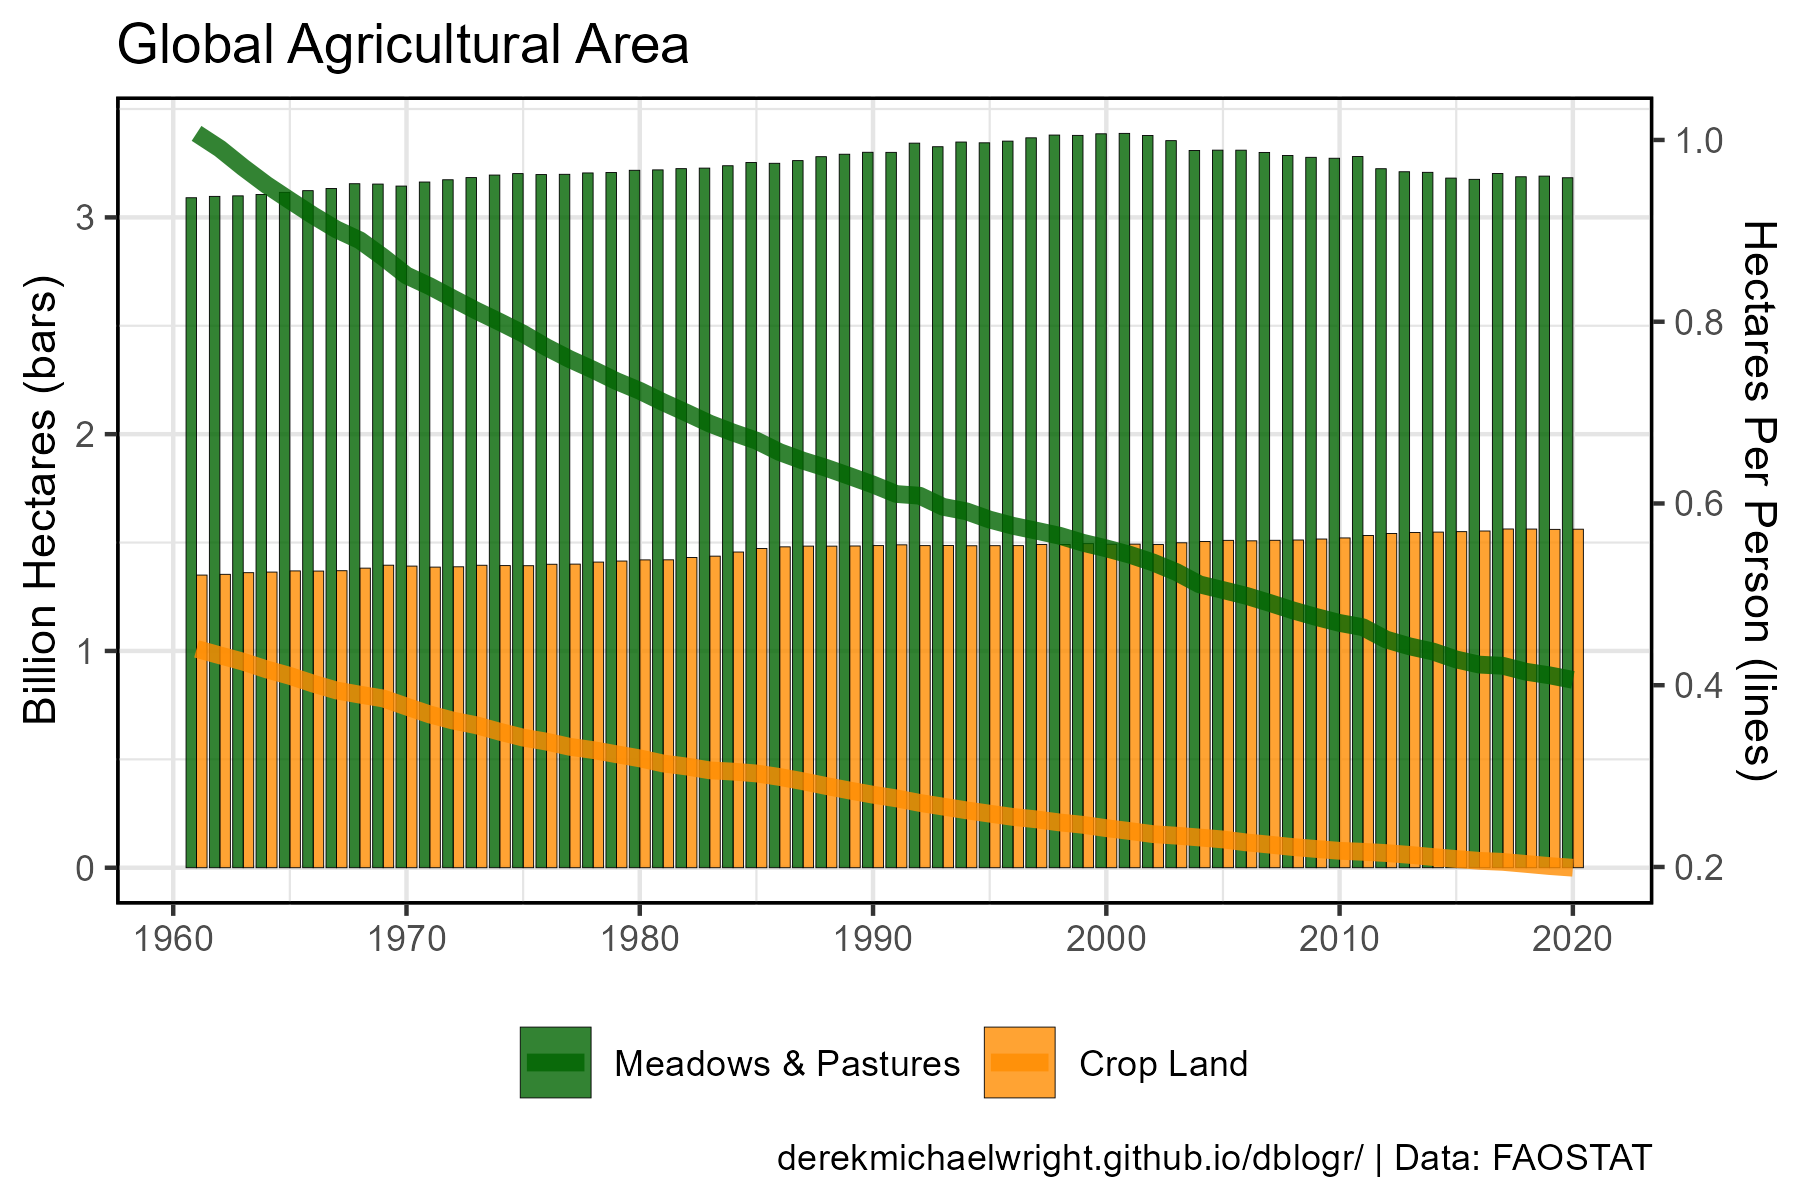 Global Agricultural Area
Billion Hectares (bars)
3
2
1
0
1.0
0.8
0.6
0.4
0.2
Hectares Per Person (lines)
1960 1970 1980 1990 2000 2010 2020
Meadows & Pastures Crop Land
derekmichaelwright.github.io/dblogr/ | Data: FAOSTAT